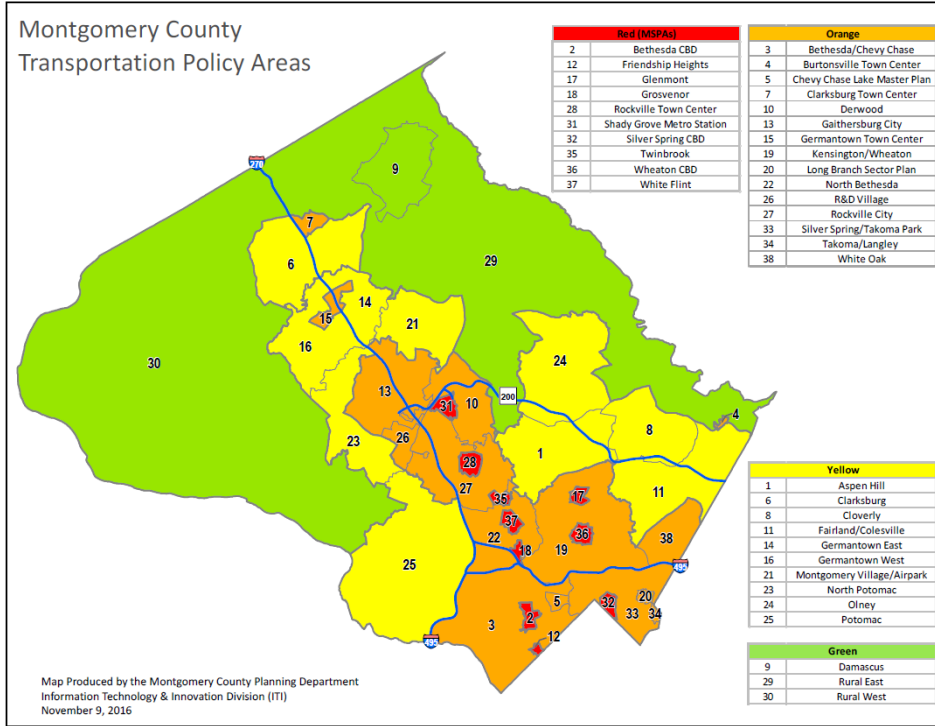 Montgomery County
Transportation Policy Areas
Red (MSPAs)
2 Bethesda CBD
12 Friendship Heights
17 Glenmont
18 Grosvenor
28 Rockville Town Center
31 Shady Grove Metro Station
32 Silver Spring CBD
35 Twinbrook
36 Wheaton CBD
37 White Flint
Orange
3 Bethesda/Chevy Chase
4 Burtonsville Town Center
5 Chevy Chase Lake Master Plan
7 Clarksburg Town Center
10 Derwood
13 Gaithersburg City
15 Germantown Town Center
19 Kensington/Wheaton
20 Long Branch Sector Plan
22 North Bethesda
26 R&D Village
27 Rockville City
33 Silver Spring/Takoma Park
34 Takoma/Langley
38 White Oak
270
9
7
6
29
14
15
21
16
30
24
13
31
10
200
4
8
23
26
28
1
27
35
17
11
37
36
22
18
19
38
25
495
5
32
20
33
34
2
3
12
495
Yellow
1 Aspen Hill
6 Clarksburg
8 Cloverly
11 Fairland/Colesville
14 Germantown East
16 Germantown West
21 Montgomery Village/Airpark
23 North Potomac
24 Olney
25 Potomac
Green
9 Damascus
29 Rural East
30 Rural West
Map Produced by the Montgomery County Planning Department
Information Technology & Innovation Division (ITI)
November 9, 2016